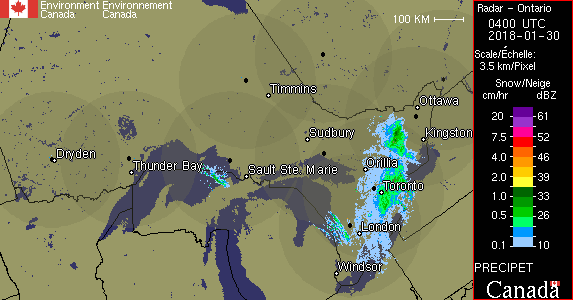 Environment Environnement
Canada Canada
100 KM
Timmins
Ottawa
Sudbury
Kingston
Dryden
Thunder Bay
Sault Ste. Marie
Orillia
Toronto
London
Windsor
Radar - Ontario
0400 UTC
2018-01-30
Scale/Échelle:
3.5 km/Pixel
Snow/Neige
cm/hr dBZ
20 61
7.5 52
4.0 46
2.0 39
1.0 33
0.5 26
0.1 10
PRECIPET
Canada